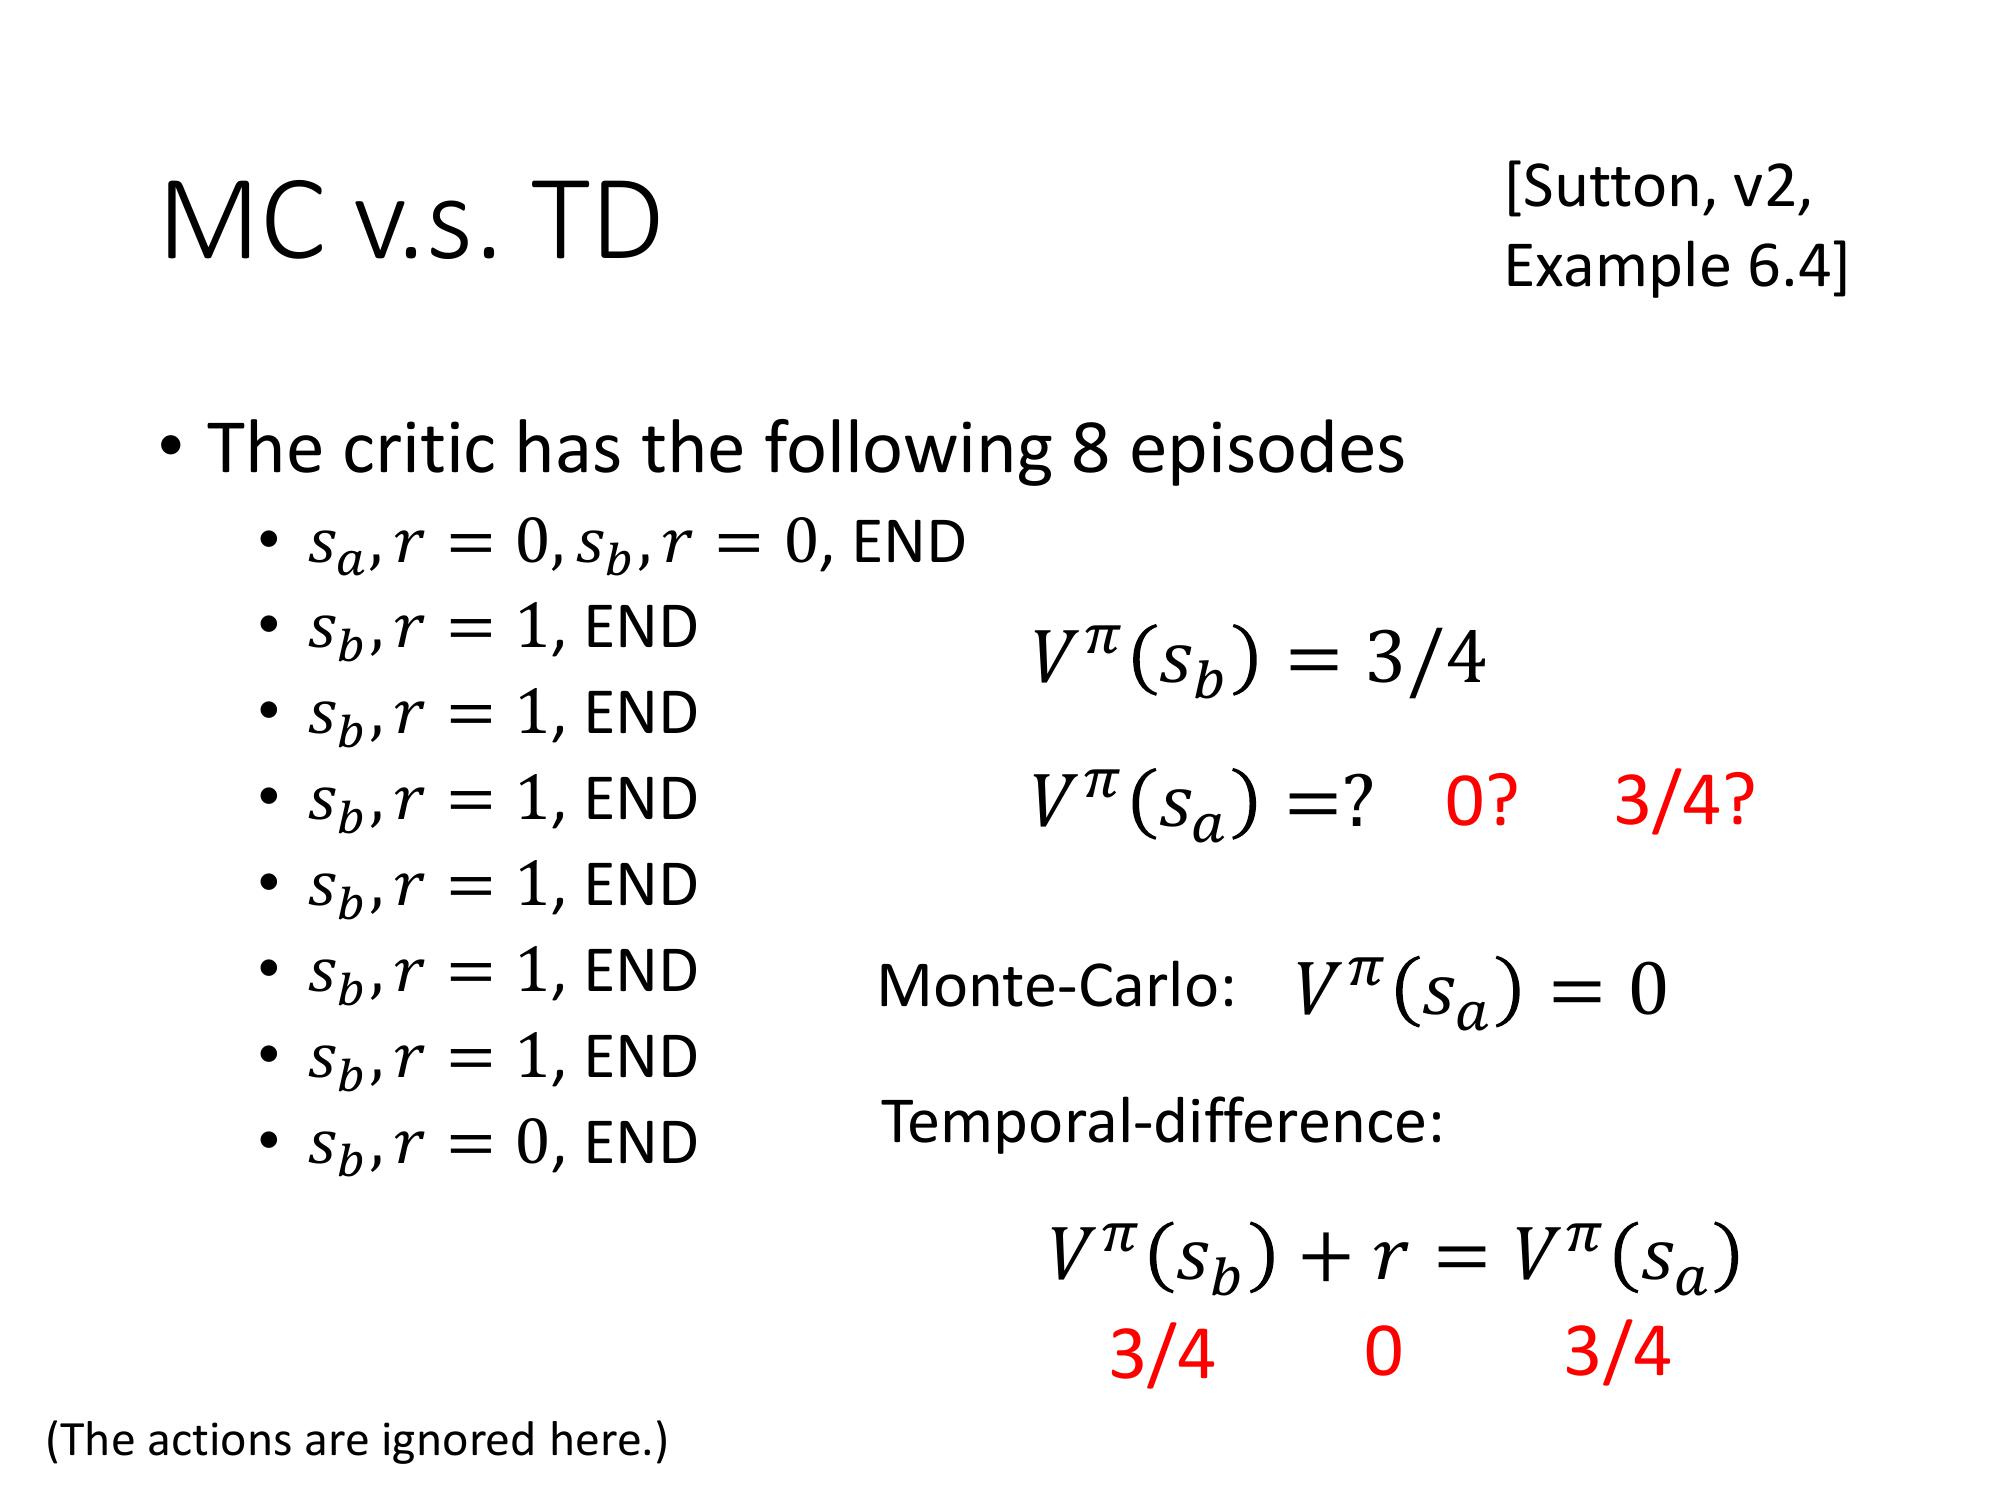 MC v.s. TD
[Sutton, v2,
Example 6.4]
• The critic has the following 8 episodes
• $s_a, r = 0, s_b, r = 0$, END
• $s_b, r = 1$, END
• $s_b, r = 1$, END
• $s_b, r = 1$, END
• $s_b, r = 1$, END
• $s_b, r = 1$, END
• $s_b, r = 1$, END
• $s_b, r = 0$, END
$V^\pi(s_b) = 3/4$
$V^\pi(s_a) =?$ 0? 3/4?
Monte-Carlo: $V^\pi(s_a) = 0$
Temporal-difference:
$V^\pi(s_b) + r = V^\pi(s_a)$
3/4 0 3/4
(The actions are ignored here.)